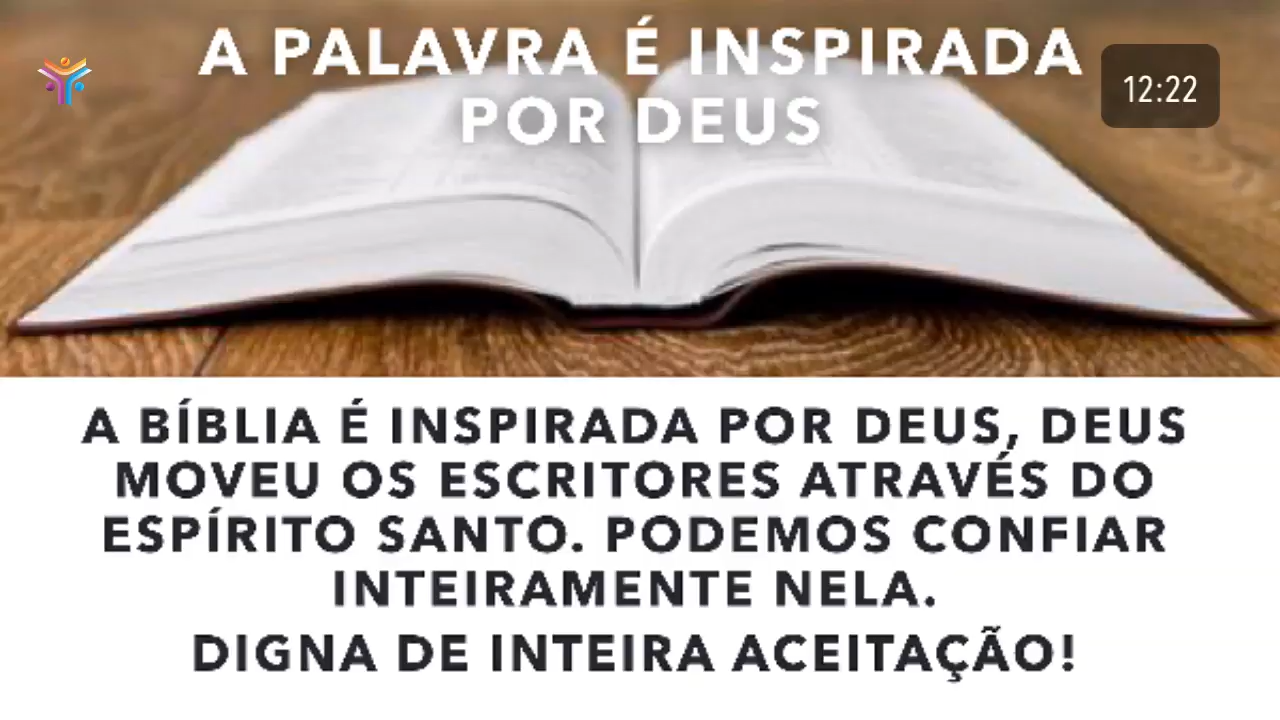 A PALAVRA É INSPIRADA
POR DEUS
12:22
A BÍBLIA É INSPIRADA POR DEUS, DEUS
MOVEU OS ESCRITORES ATRAVÉS DO
ESPÍRITO SANTO. PODEMOS CONFIAR
INTEIRAMENTE NELA.
DIGNA DE INTEIRA ACEITAÇÃO!